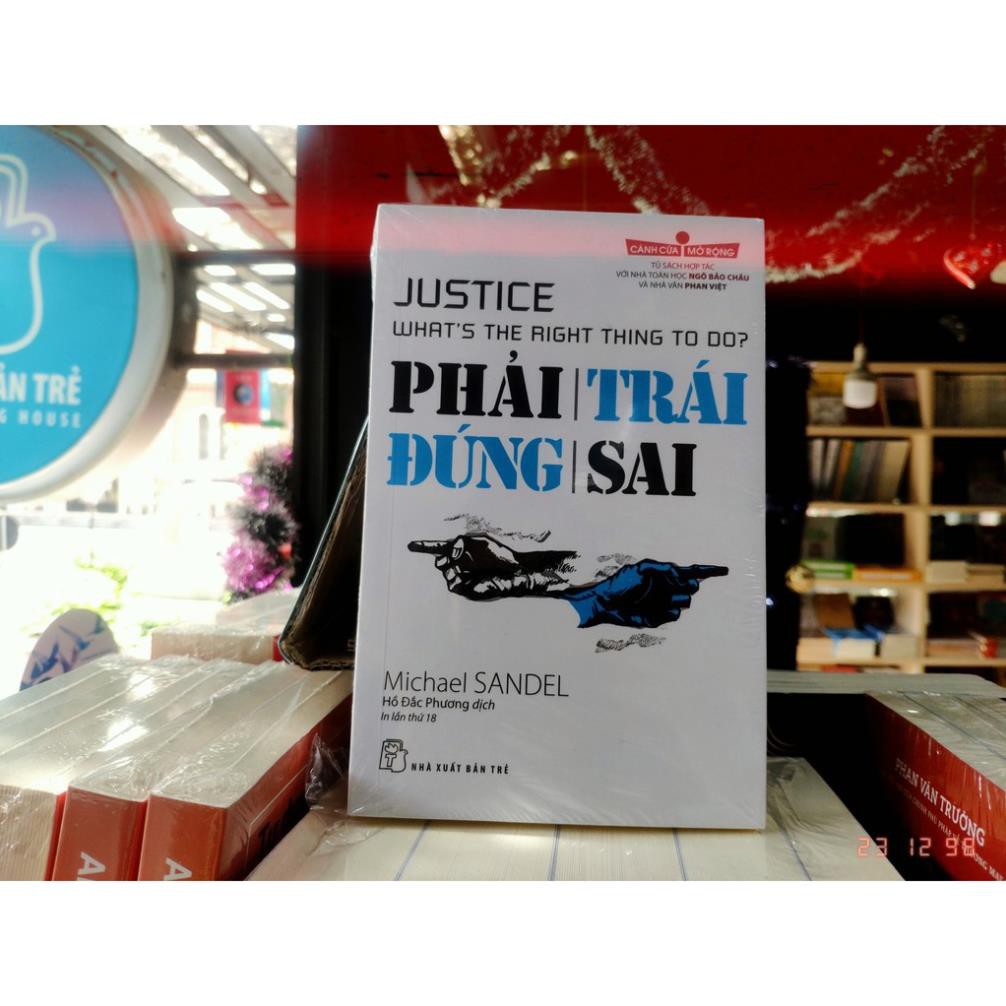 CÁNH CỬA MỞ RỘNG
TỦ SÁCH HỢP TÁC
VỚI NHÀ TOÁN HỌC NGÔ BẢO CHÂU
VÀ NHÀ VĂN PHAN VIỆT
JUSTICE
WHAT'S THE RIGHT THING TO DO?
PHẢI TRÁI
ĐÚNG SAI
Michael SANDEL
Hồ Đắc Phương dịch
In lần thứ 18
NHÀ XUẤT BẢN TRẺ
TRẺ
HOUSE
PHAN VĂN TRƯỜNG
23 12 98